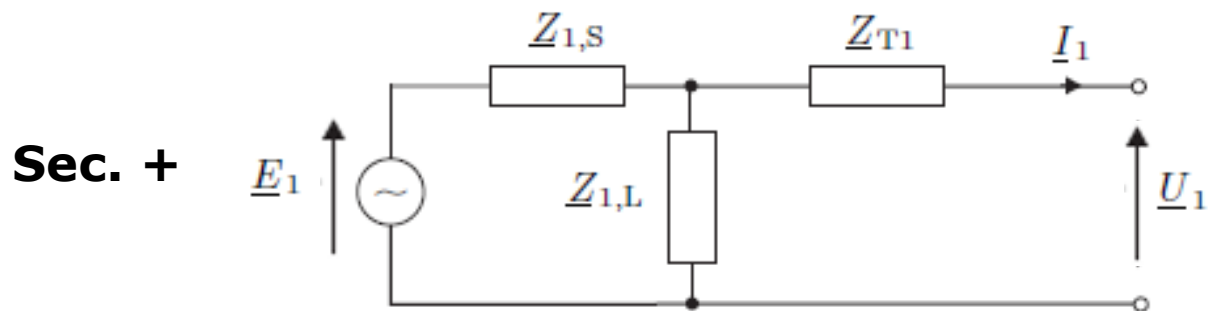 Z1,S
ZT1
I1
Sec. +
E1
~
Z1,L
U1